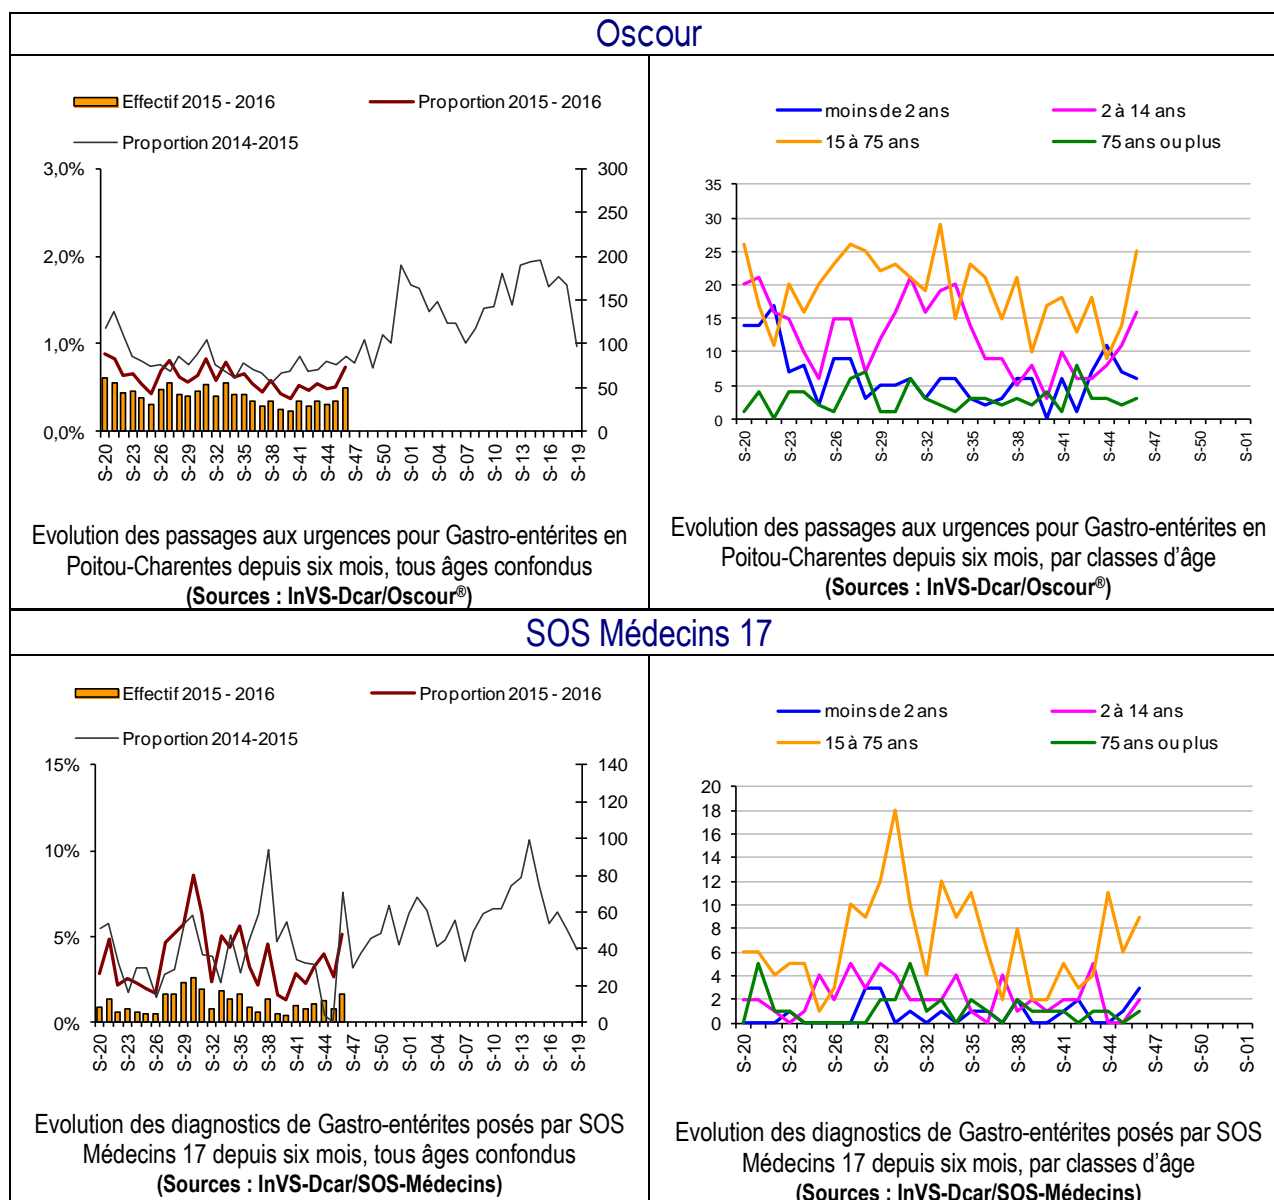 Oscour
Effectif 2015 - 2016
Proportion 2015 - 2016
Proportion 2014-2015
3,0%
2,0%
1,0%
0,0%
300
250
200
150
100
50
0
S-20 S-23 S-26 S-29 S-32 S-35 S-38 S-41 S-44 S-47 S-50 S-01 S-04 S-07 S-10 S-13 S-16 S-19
Evolution des passages aux urgences pour Gastro-entérites en
Poitou-Charentes depuis six mois, tous âges confondus
(Sources : InVS-Dcar/Oscour®)
moins de 2 ans
2 à 14 ans
15 à 75 ans
75 ans ou plus
35
30
25
20
15
10
5
0
S-20 S-23 S-26 S-29 S-32 S-35 S-38 S-41 S-44 S-47 S-50 S-01
Evolution des passages aux urgences pour Gastro-entérites en
Poitou-Charentes depuis six mois, par classes d’âge
(Sources : InVS-Dcar/Oscour®)
SOS Médecins 17
Effectif 2015 - 2016
Proportion 2015 - 2016
Proportion 2014-2015
15%
10%
5%
0%
140
120
100
80
60
40
20
0
S-20 S-23 S-26 S-29 S-32 S-35 S-38 S-41 S-44 S-47 S-50 S-01 S-04 S-07 S-10 S-13 S-16 S-19
Evolution des diagnostics de Gastro-entérites posés par SOS
Médecins 17 depuis six mois, tous âges confondus
(Sources : InVS-Dcar/SOS-Médecins)
moins de 2 ans
2 à 14 ans
15 à 75 ans
75 ans ou plus
20
18
16
14
12
10
8
6
4
2
0
S-20 S-23 S-26 S-29 S-32 S-35 S-38 S-41 S-44 S-47 S-50 S-01
Evolution des diagnostics de Gastro-entérites posés par SOS
Médecins 17 depuis six mois, par classes d’âge
(Sources : InVS-Dcar/SOS-Médecins)